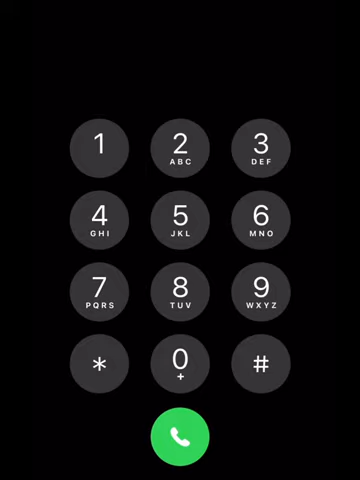 1 2 3
ABC DEF
4 5 6
GHI JKL MNO
7 8 9
PQRS TUV WXYZ
* 0 #
+